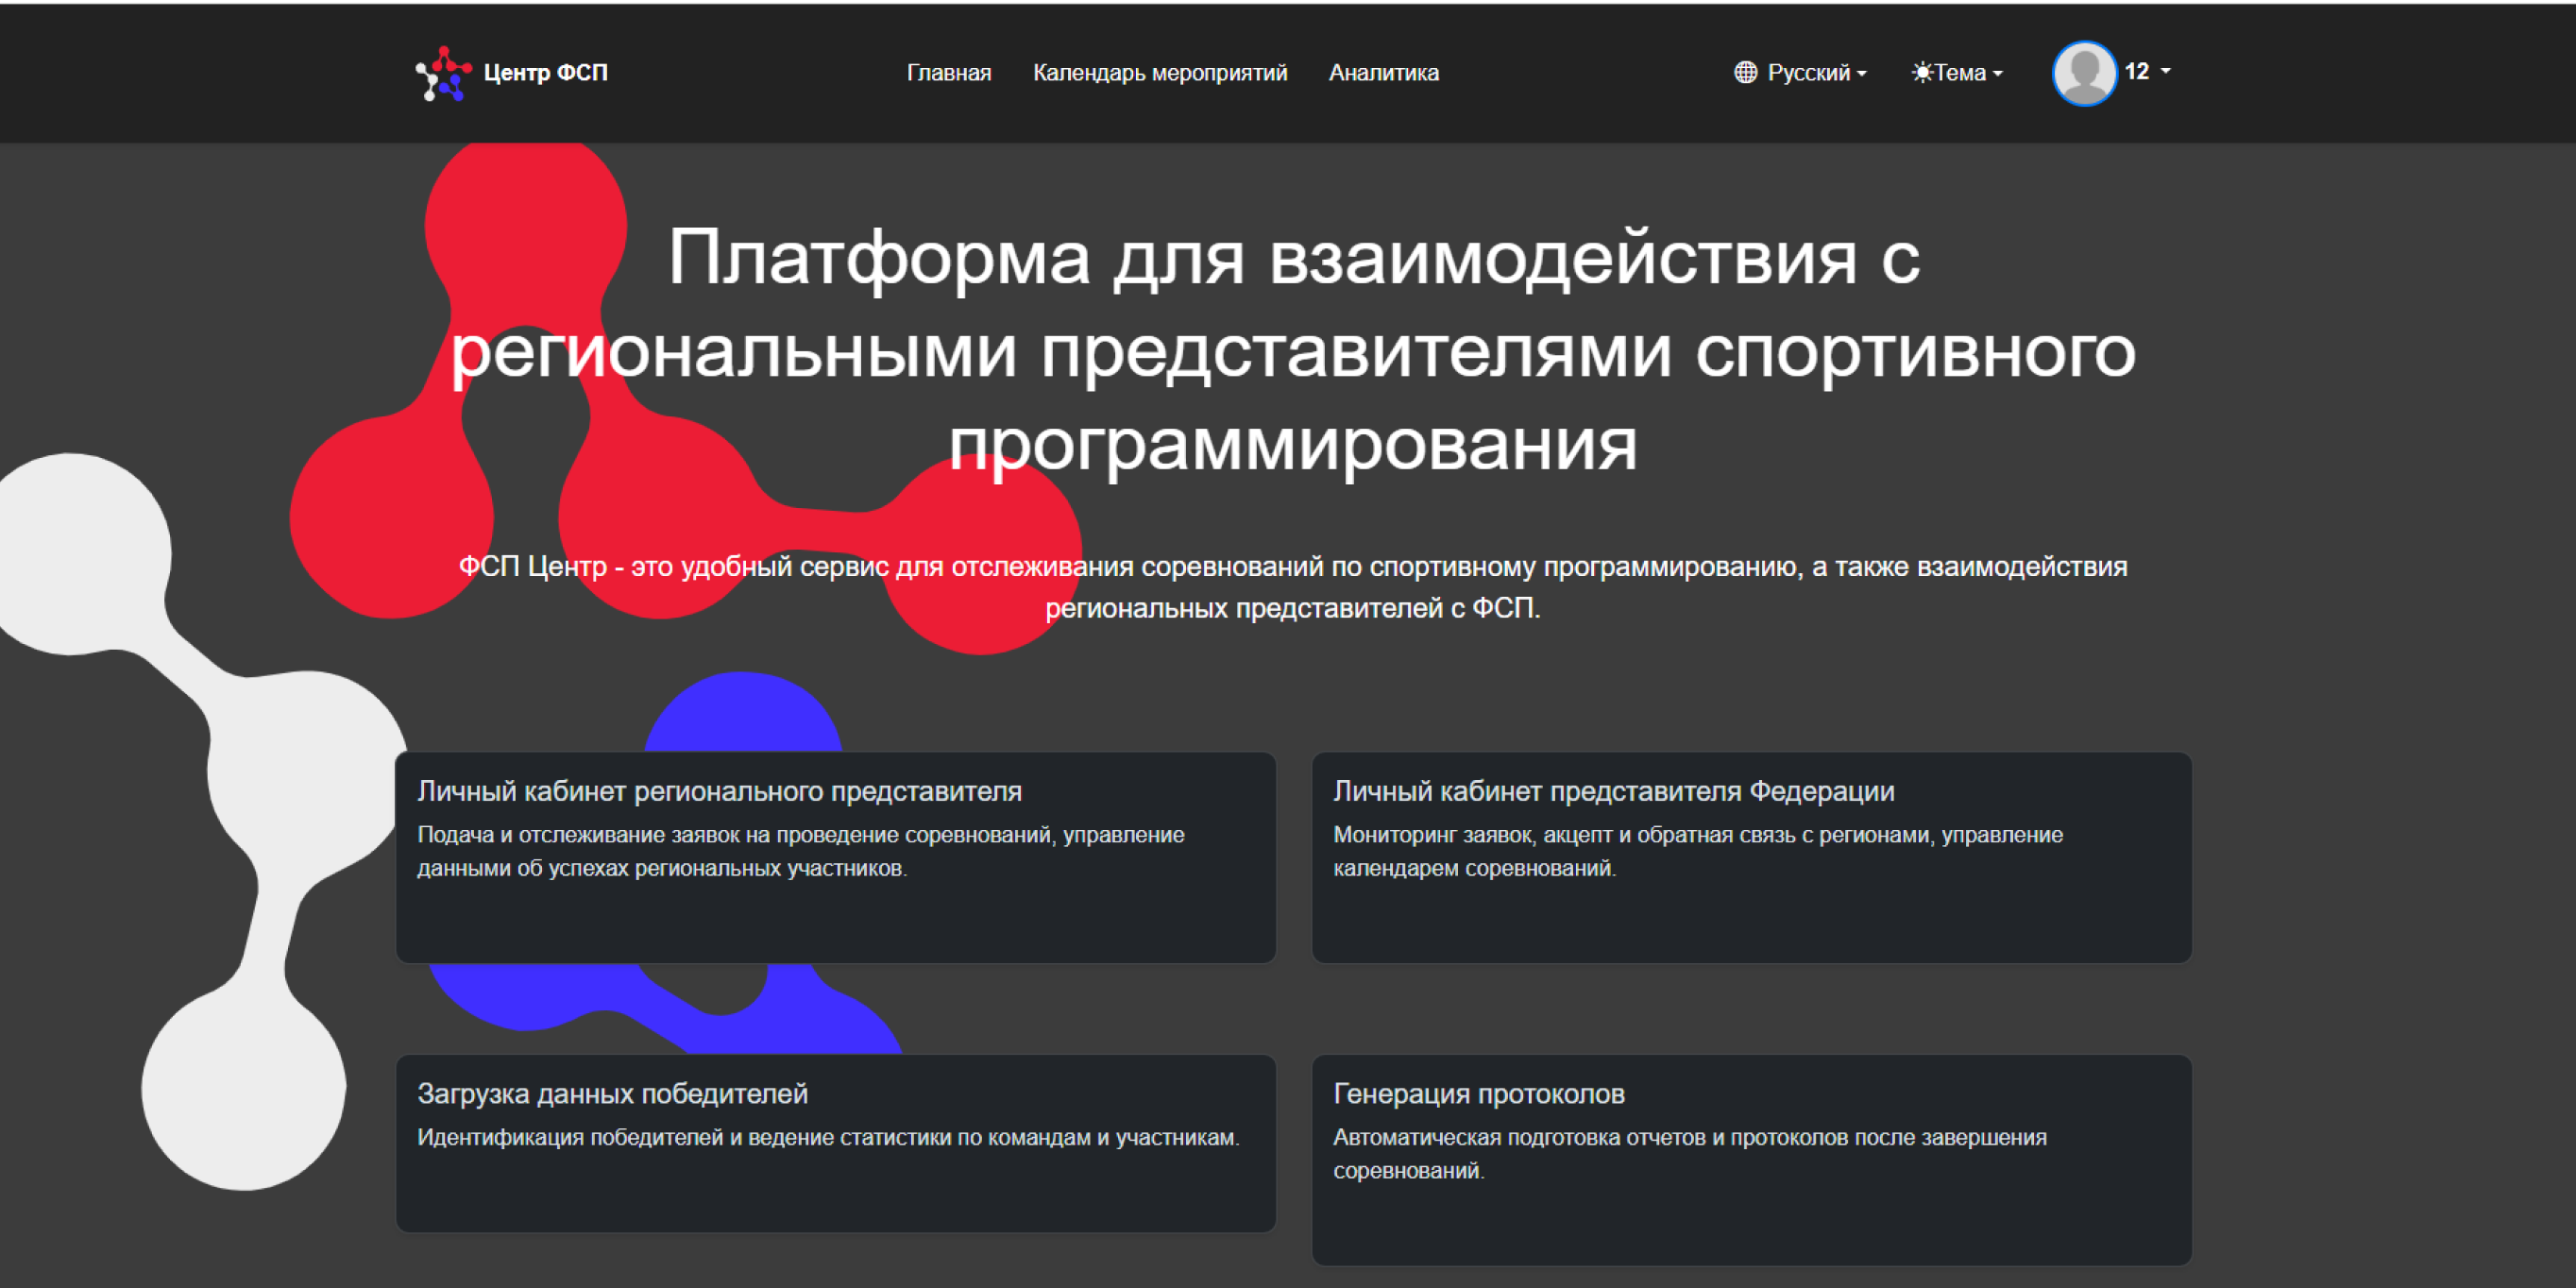 Центр ФСП
Главная
Календарь мероприятий
Аналитика
Русский
Тема
12
Платформа для взаимодействия с
региональными представителями спортивного
программирования
ФСП Центр - это удобный сервис для отслеживания соревнований по спортивному программированию, а также взаимодействия
региональных представителей с ФСП.
Личный кабинет регионального представителя
Подача и отслеживание заявок на проведение соревнований, управление
данными об успехах региональных участников.
Личный кабинет представителя Федерации
Мониторинг заявок, акцепт и обратная связь с регионами, управление
календарем соревнований.
Загрузка данных победителей
Идентификация победителей и ведение статистики по командам и участникам.
Генерация протоколов
Автоматическая подготовка отчетов и протоколов после завершения
соревнований.